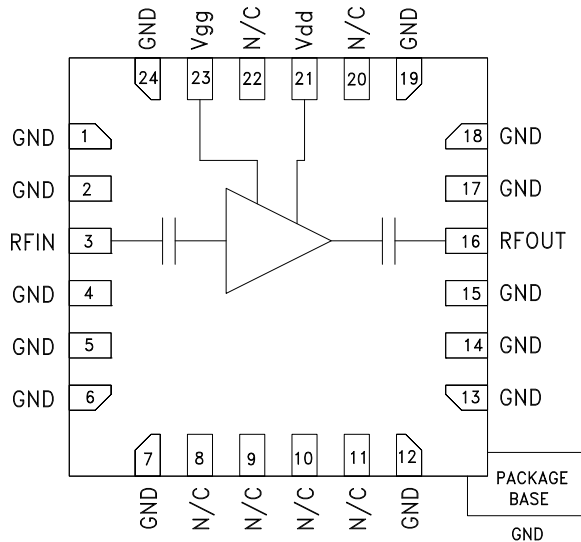 GND Vgg N/C Vdd N/C GND
24 23 22 21 20 19
GND 1 18 GND
GND 2 17 GND
RFIN 3 16 RFOUT
GND 4 15 GND
GND 5 14 GND
GND 6 13 GND
7 8 9 10 11 12
GND N/C N/C N/C N/C GND
PACKAGE
BASE
GND